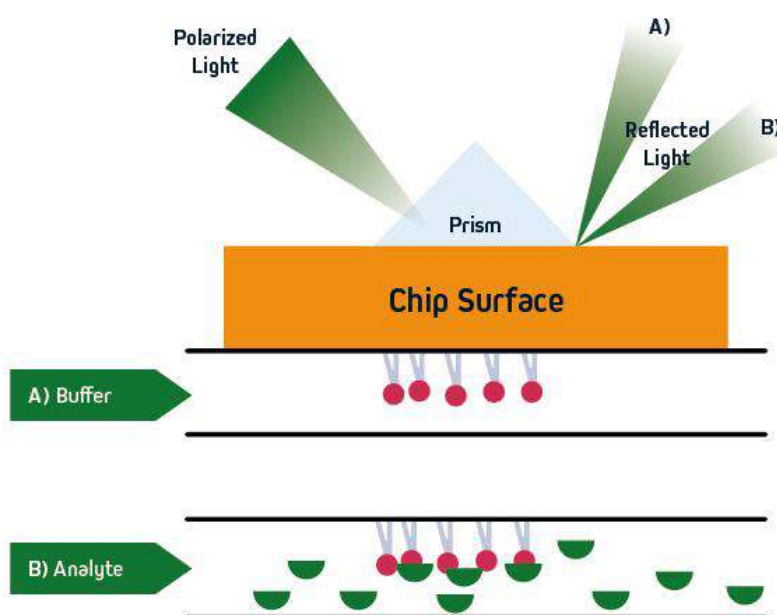 Polarized
Light
A)
Reflected
Light
B)
Prism
Chip Surface
A) Buffer
B) Analyte